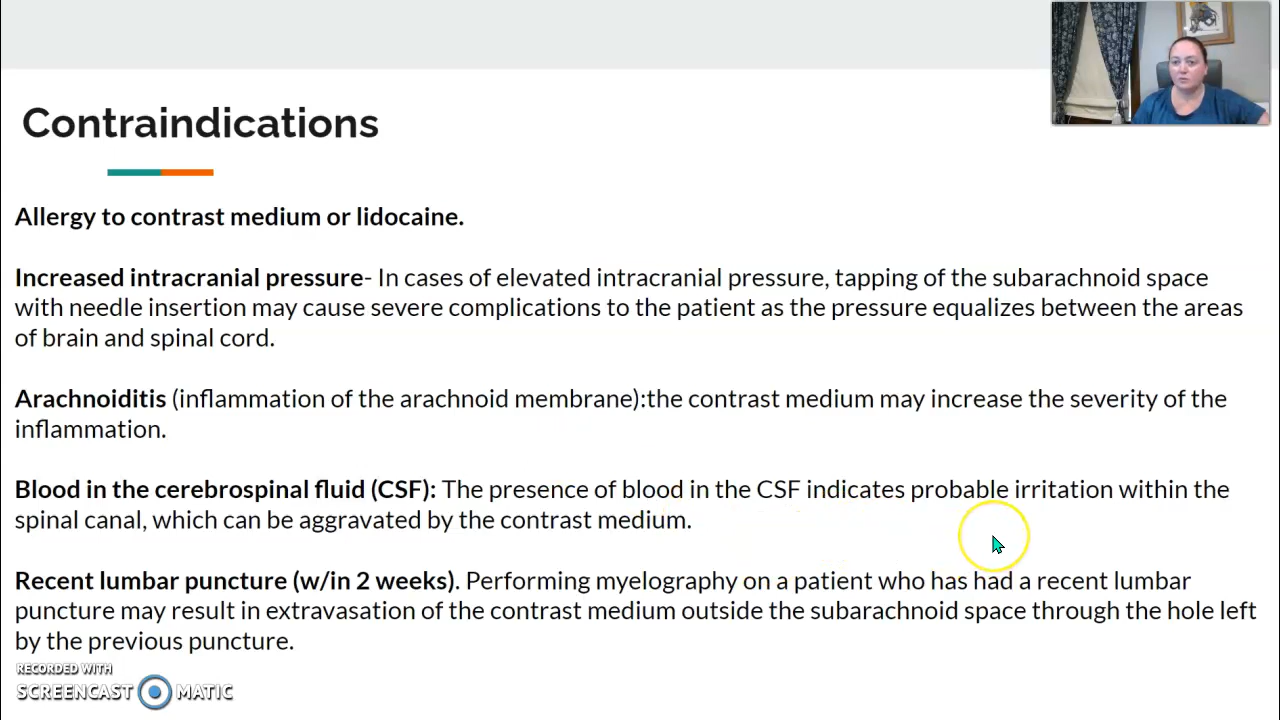 Contraindications
Allergy to contrast medium or lidocaine.
Increased intracranial pressure- In cases of elevated intracranial pressure, tapping of the subarachnoid space
with needle insertion may cause severe complications to the patient as the pressure equalizes between the areas
of brain and spinal cord.
Arachnoiditis (inflammation of the arachnoid membrane):the contrast medium may increase the severity of the
inflammation.
Blood in the cerebrospinal fluid (CSF): The presence of blood in the CSF indicates probable irritation within the
spinal canal, which can be aggravated by the contrast medium.
Recent lumbar puncture (w/in 2 weeks). Performing myelography on a patient who has had a recent lumbar
puncture may result in extravasation of the contrast medium outside the subarachnoid space through the hole left
by the previous puncture.
RECORDED WITH
SCREENCAST MATIC